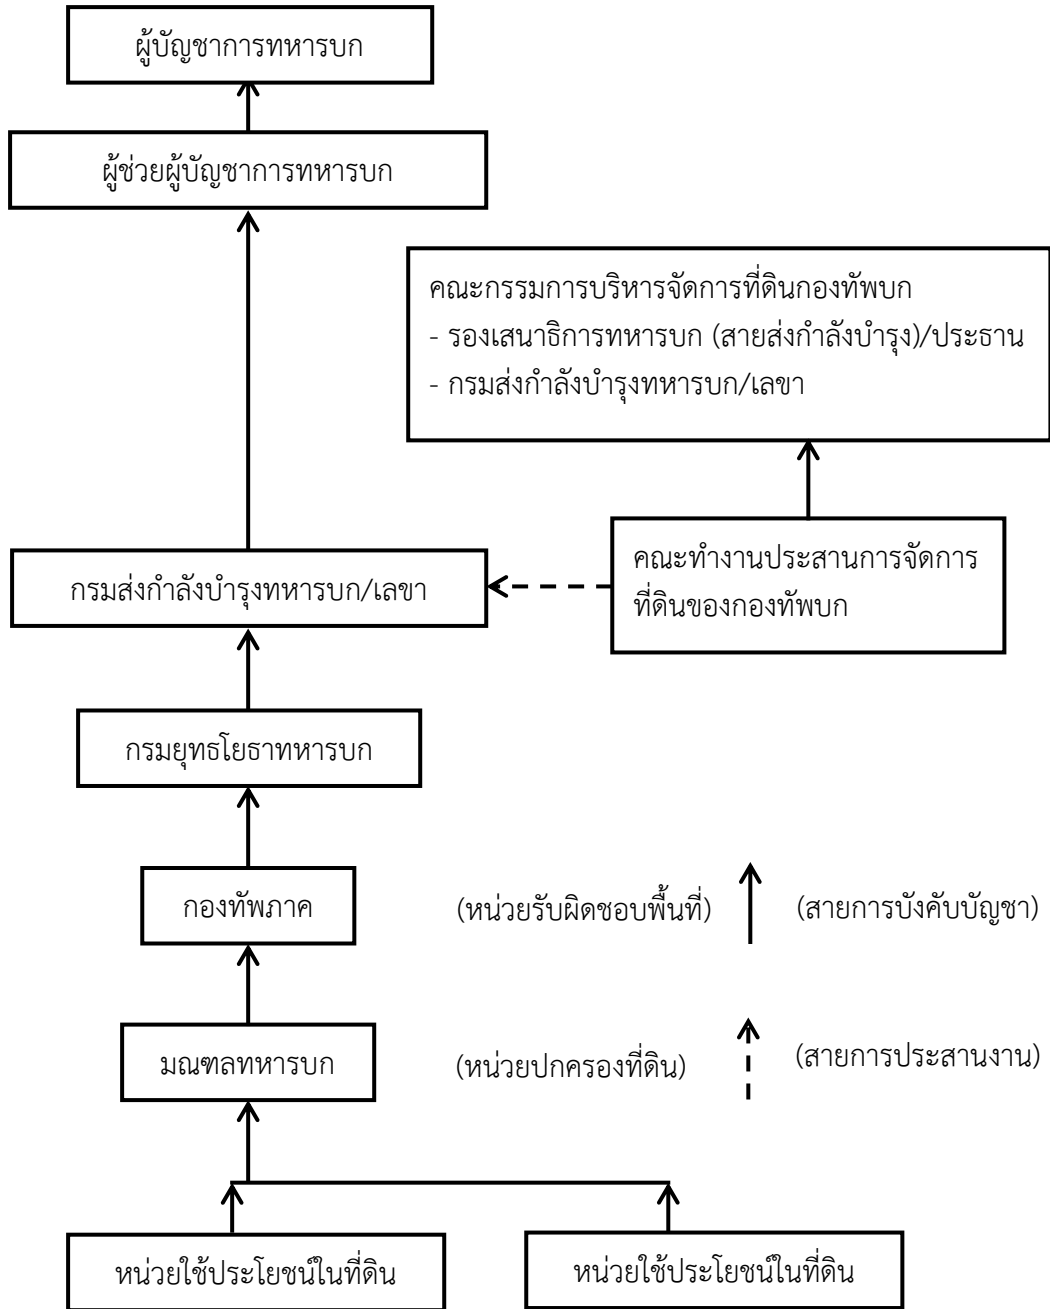 ผู้บัญชาการทหารบก
ผู้ช่วยผู้บัญชาการทหารบก
คณะกรรมการบริหารจัดการที่ดินกองทัพบก
- รองเสนาธิการทหารบก (สายส่งกำลังบำรุง)/ประธาน
- กรมส่งกำลังบำรุงทหารบก/เลขา
กรมส่งกำลังบำรุงทหารบก/เลขา
คณะทำงานประสานการจัดการ
ที่ดินของกองทัพบก
กรมยุทธโยธาทหารบก
กองทัพภาค
(หน่วยรับผิดชอบพื้นที่)
(สายการบังคับบัญชา)
มณฑลทหารบก
(หน่วยปกครองที่ดิน)
(สายการประสานงาน)
หน่วยใช้ประโยชน์ในที่ดิน
หน่วยใช้ประโยชน์ในที่ดิน